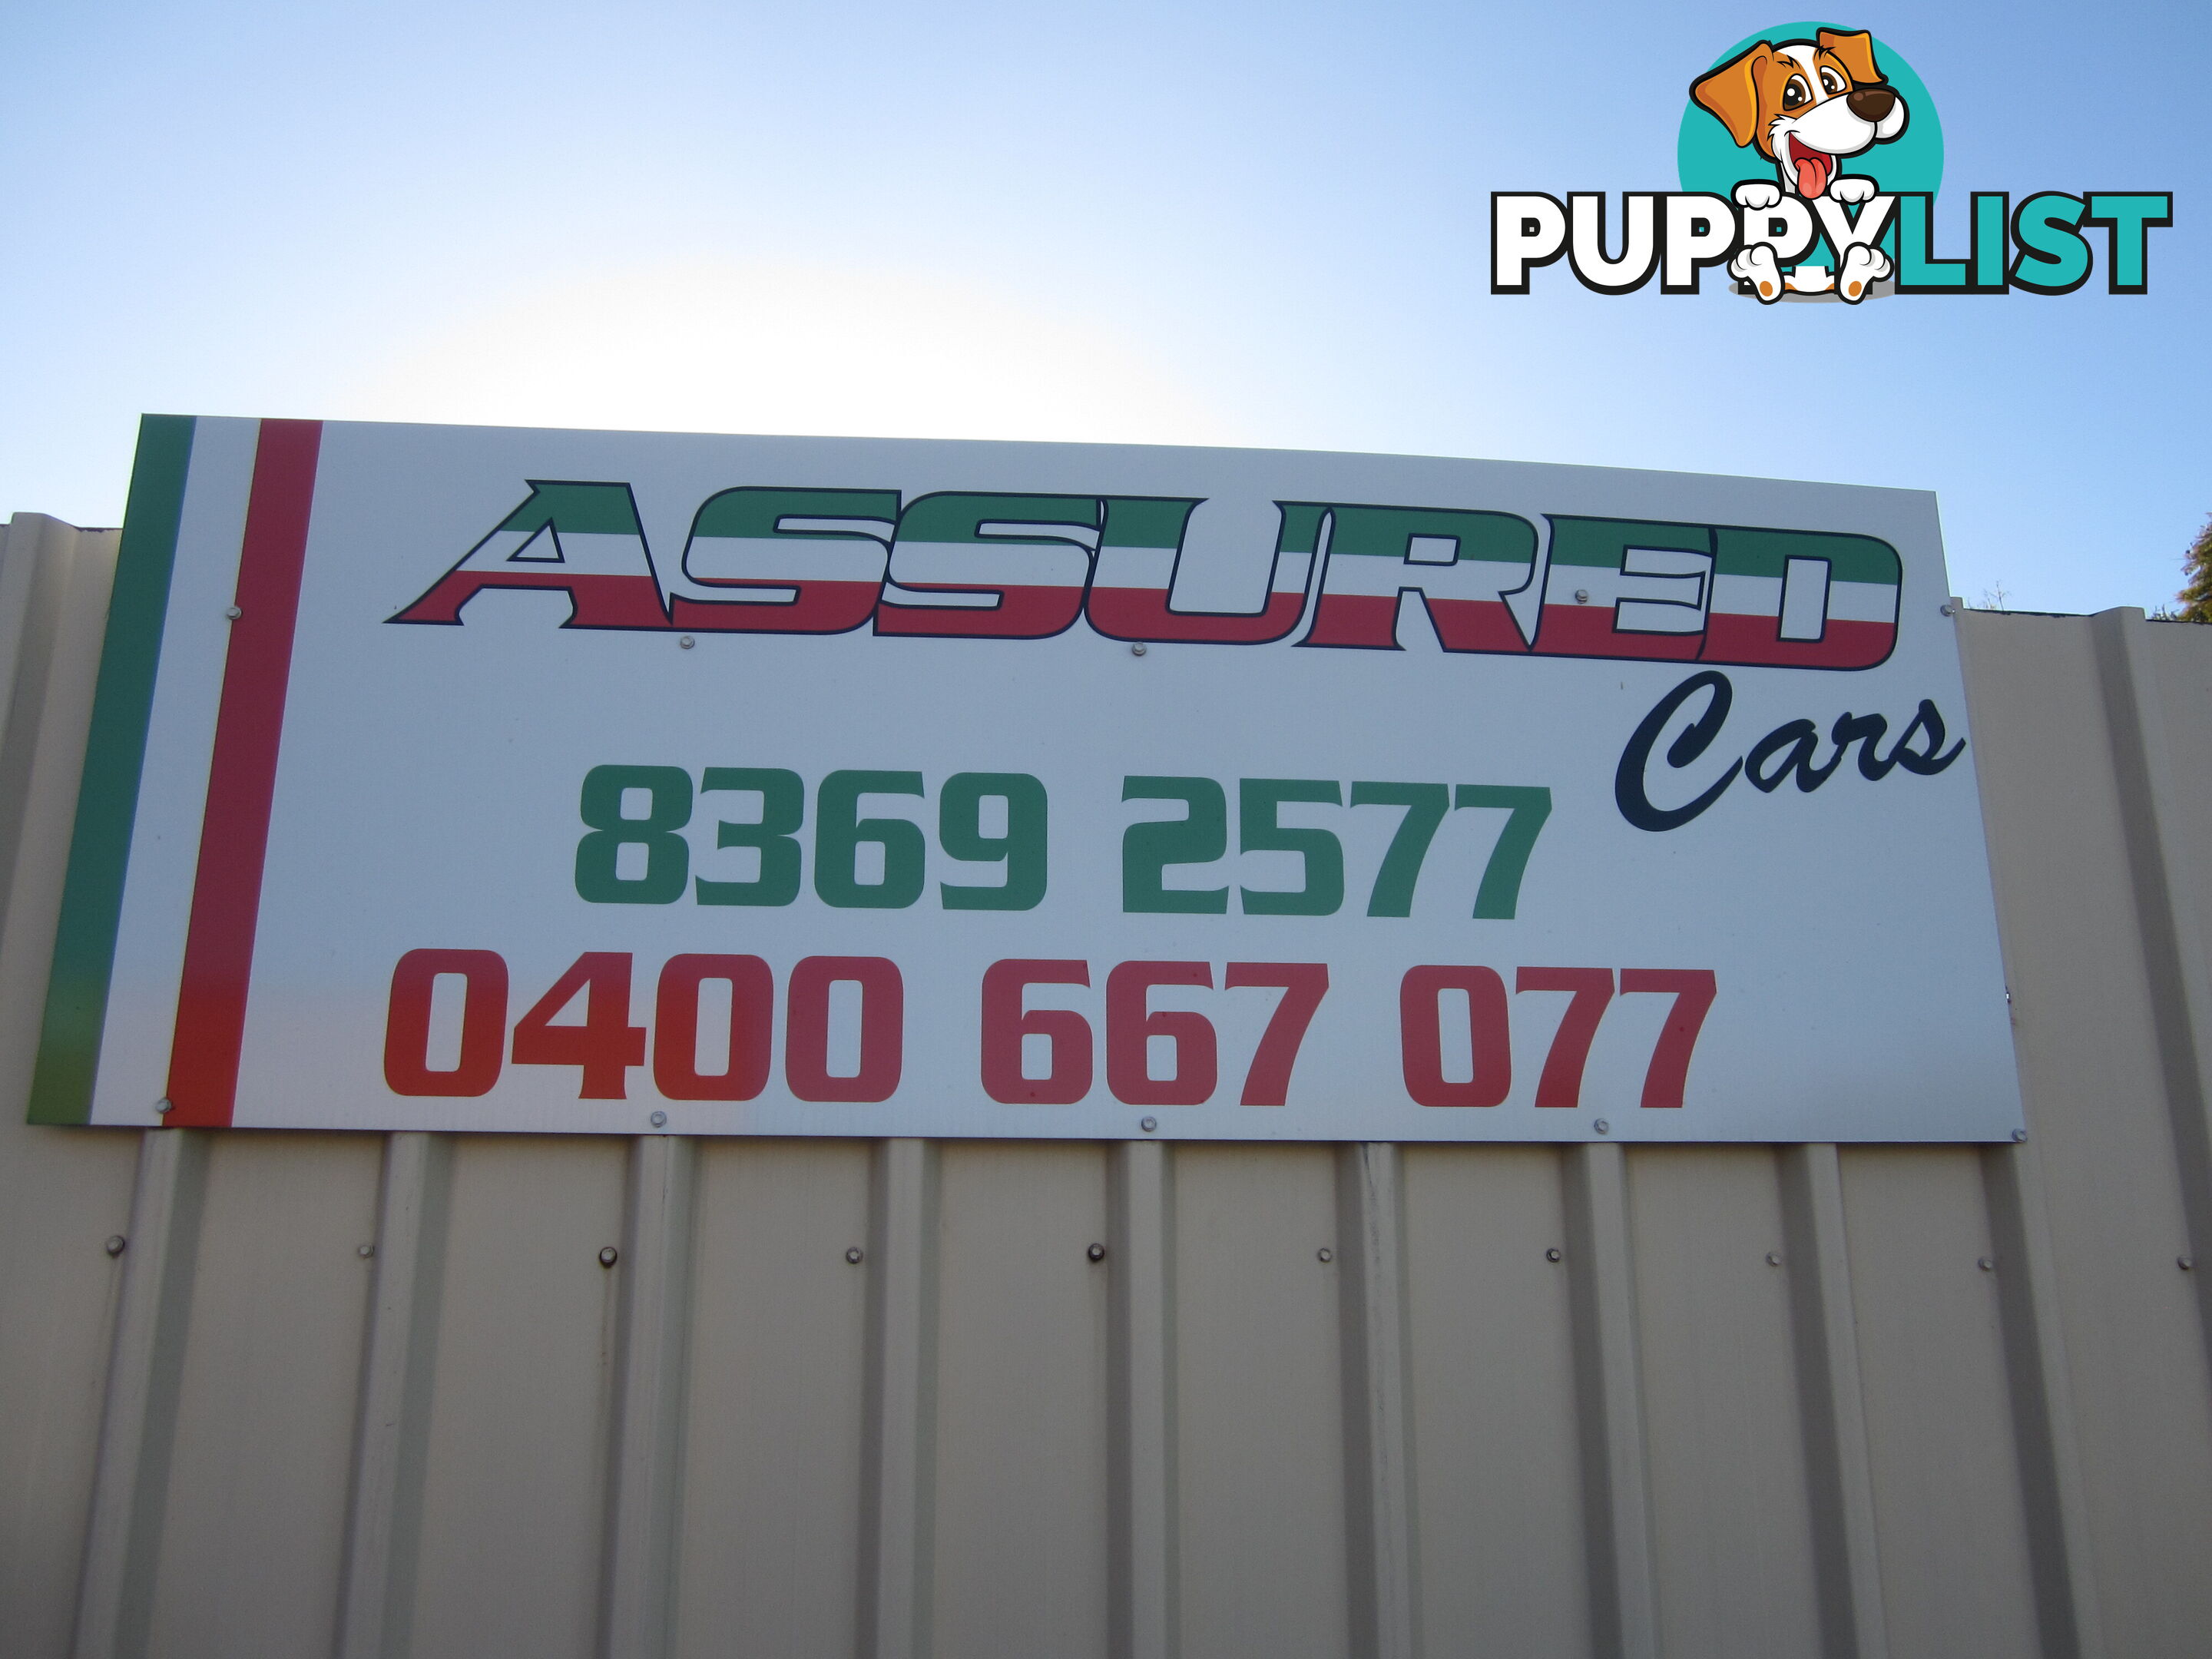 PUPPYLIST
ASSURED
Cars
8369 2577
0400 667 077